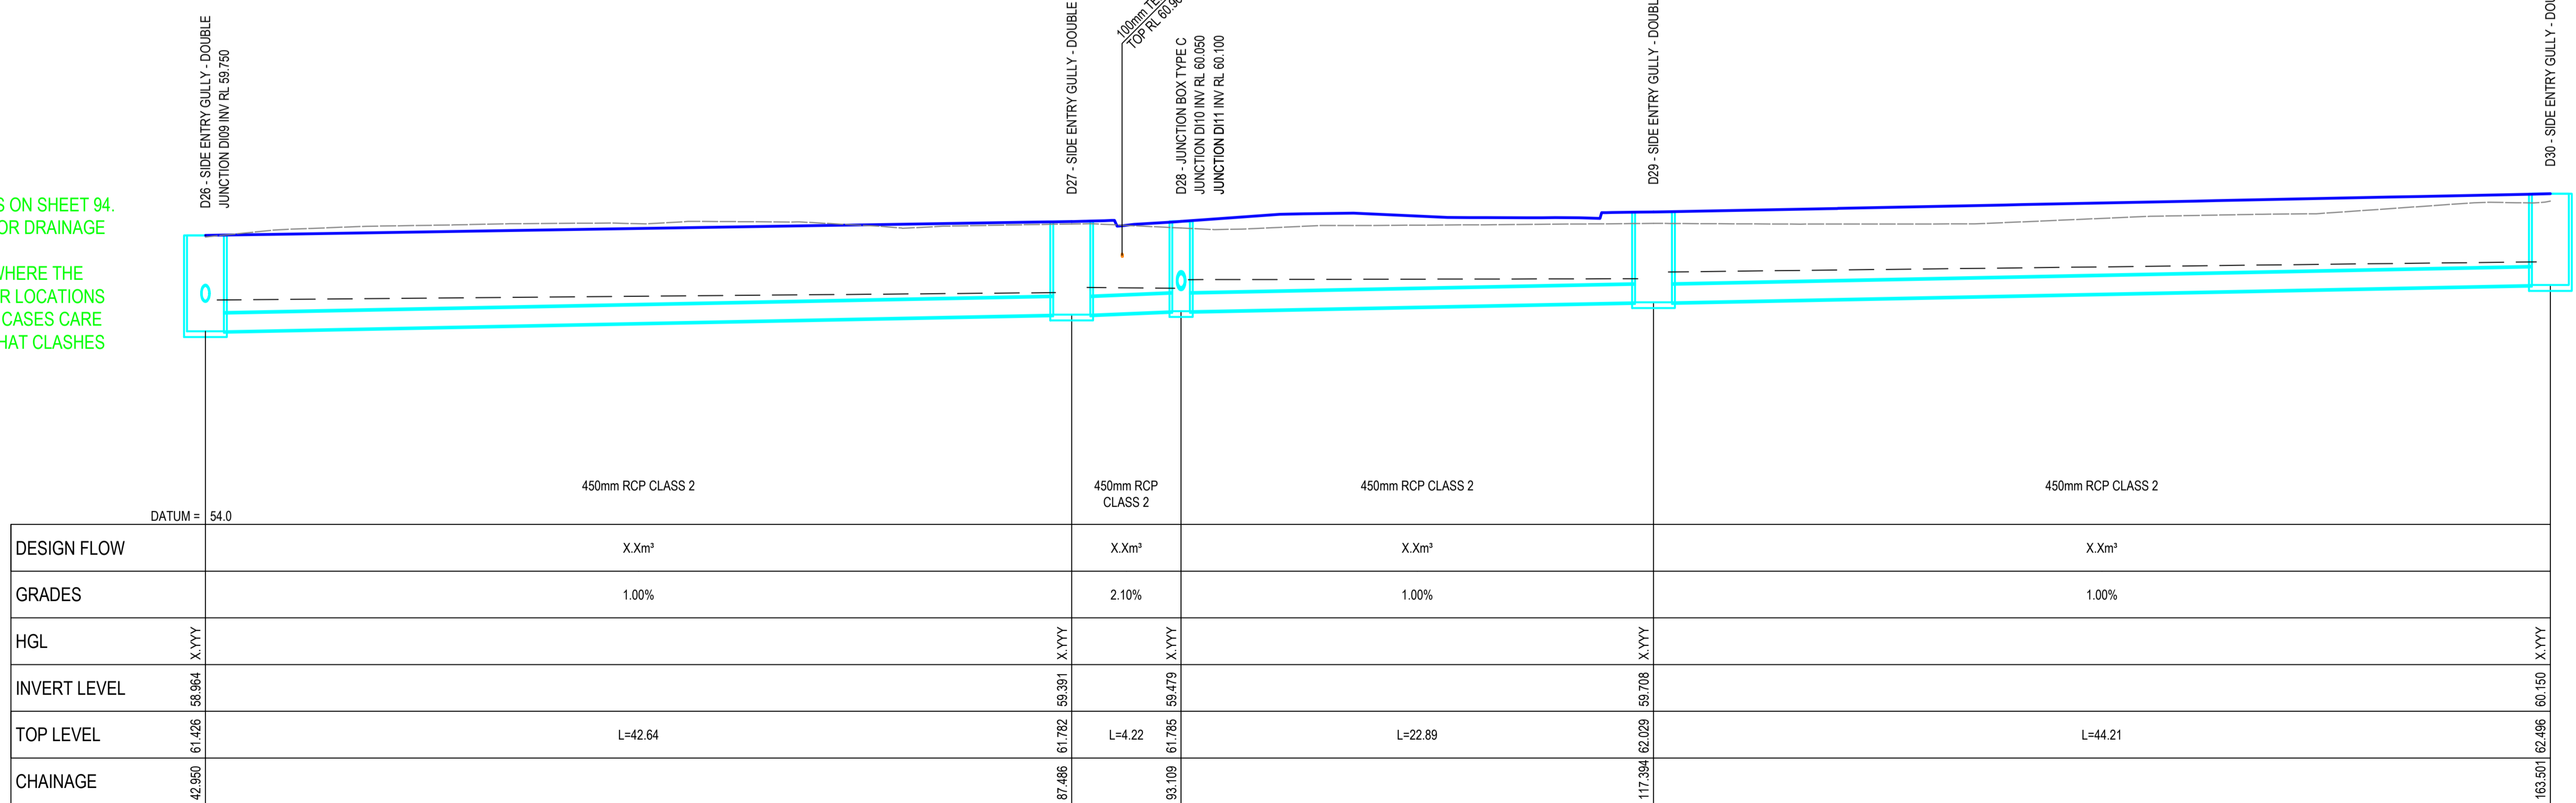 D26 - SIDE ENTRY GULLY - DOUBLE
JUNCTION DI09 INV RL 59.750
D27 - SIDE ENTRY GULLY - DOUBLE
100mm
TOP RL
D28 - JUNCTION BOX TYPE C
JUNCTION DI10 INV RL 60.050
JUNCTION DI11 INV RL 60.100
D29 - SIDE ENTRY GULLY -
D30 - SIDE ENTRY GULLY -
ON SHEET 94.
OR DRAINAGE
WHERE THE
LOCATIONS
CASES CARE
THAT CLASHES
450mm RCP CLASS 2
450mm RCP
CLASS 2
450mm RCP CLASS 2
450mm RCP CLASS 2
DATUM = 54.0
DESIGN FLOW X.Xm³ X.Xm³ X.Xm³ X.Xm³
GRADES 1.00% 2.10% 1.00% 1.00%
HGL X.YYY X.YYY X.YYY X.YYY X.YYY
INVERT LEVEL 58.964 59.391 59.479 59.708 60.150
TOP LEVEL 61.426 L=42.64 61.782 L=4.22 61.785 L=22.89 62.029 L=44.21 62.496
CHAINAGE 42.950 87.486 93.109 117.394 163.501